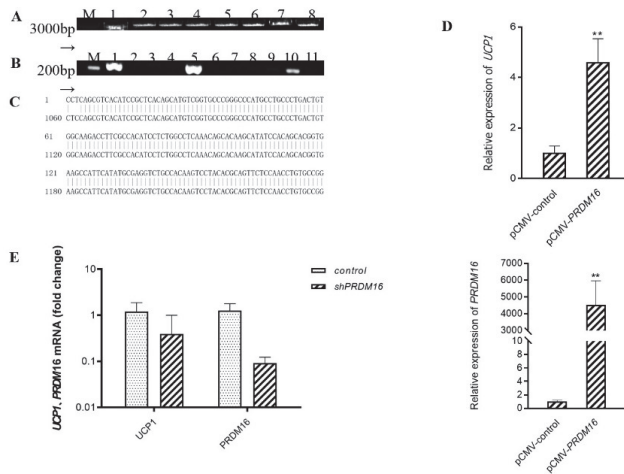 A
M 1 2 3 4 5 6 7 8
3000bp
B
M 1 2 3 4 5 6 7 8 9 10 11
200bp
C
1 CCTCAGCGTCACATCCGCTCACAGCATGTCGGTGCCCGGGCCCATGCCTGCCCTGACTGT
1060 CTCCAGCGTCACATCCGCTCACAGCATGTCGGTGCCCGGGCCCATGCCTGCCCTGACTGT
61 GGCAAGACCTTCGCCACATCCTCTGGCCTCAAACAGCACAAGCATATCCACAGCACGGTG
1120 GGCAAGACCTTCGCCACATCCTCTGGCCTCAAACAGCACAAGCATATCCACAGCACGGTG
121 AAGCCATTCATATGCGAGGTCTGCCACAAGTCCTACACGCAGTTCTCCAACCTGTGCCGG
1180 AAGCCATTCATATGCGAGGTCTGCCACAAGTCCTACACGCAGTTCTCCAACCTGTGCCGG
D
Relative expression of UCP1
6
4
2
0
**
pCMV-control
pCMV-PRDM16
Relative expression of PRDM16
7000
6000
5000
4000
3000
10
8
6
4
2
0
**
pCMV-control
pCMV-PRDM16
E
UCP1, PRDM16 mRNA (fold change)
10
1
0.1
0.01
UCP1
PRDM16
control
shPRDM16